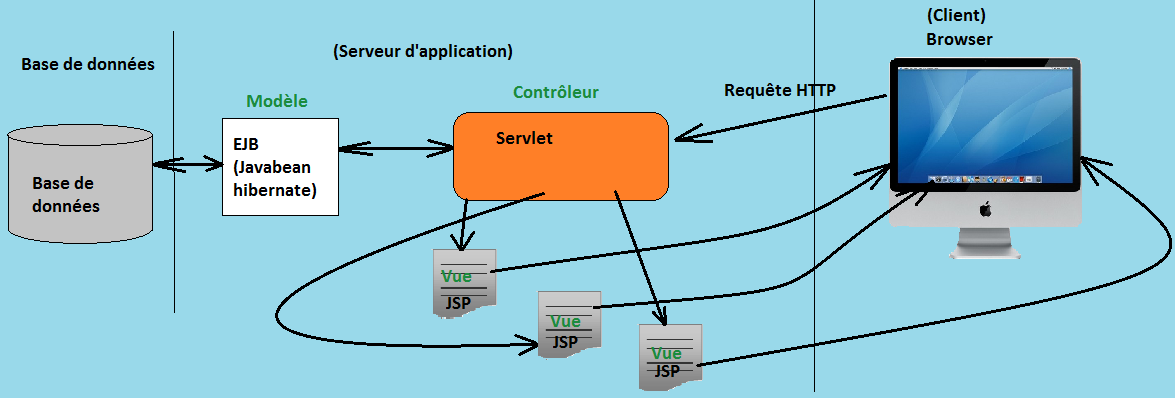 Base de données
Base de
données
(Serveur d'application)
Modèle
EJB
(Javabean
hibernate)
Contrôleur
Servlet
Vue
JSP
Vue
JSP
Vue
JSP
Requête HTTP
(Client)
Browser